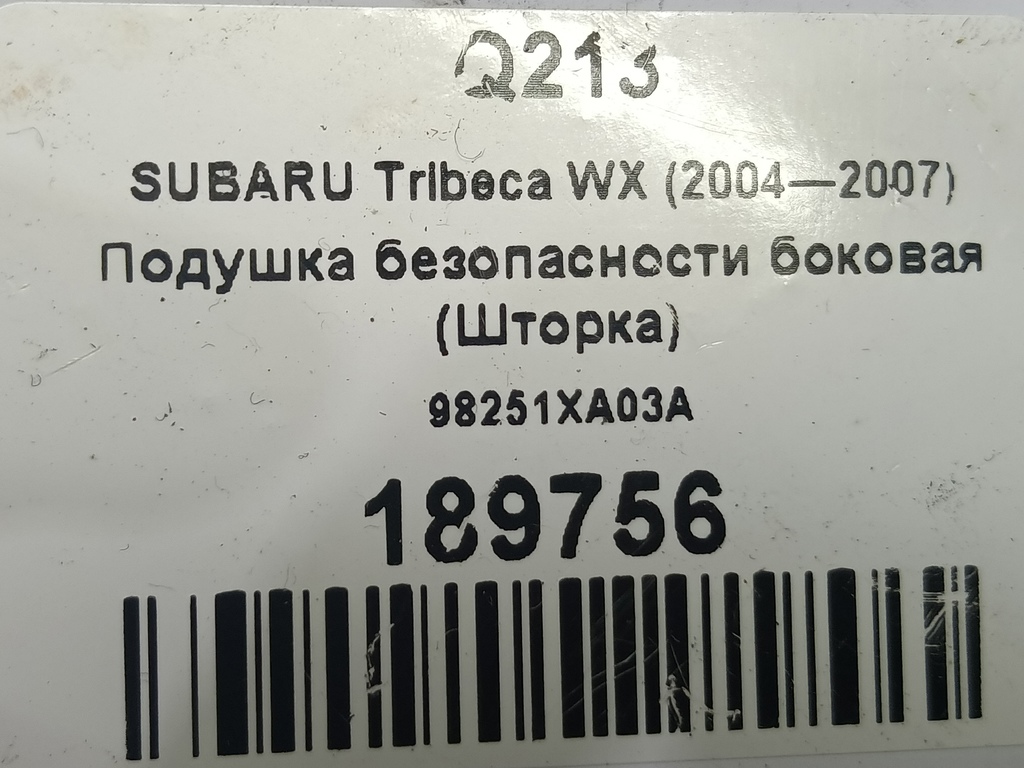 Q213
SUBARU Tribeca WX (2004—2007)
Подушка безопасности боковая
(Шторка)
98251XA03A
189756